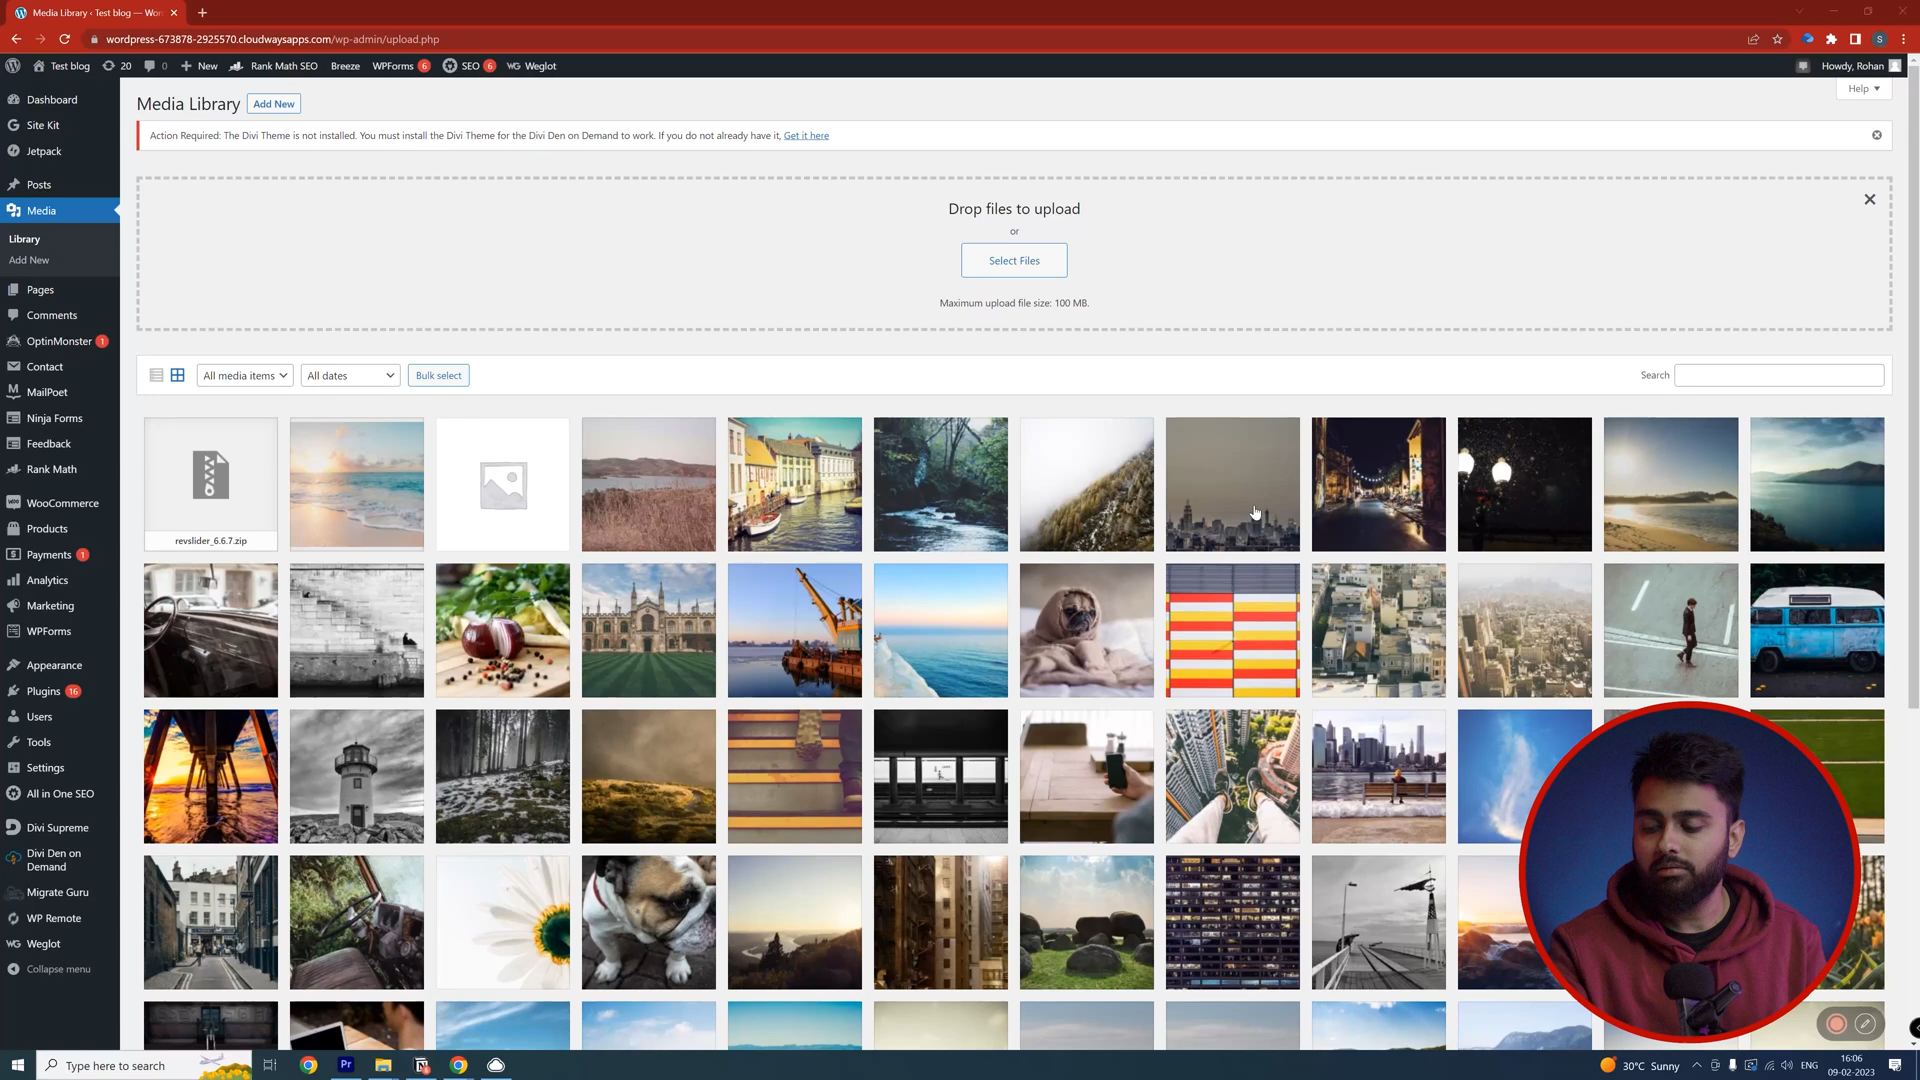 Media Library ‹ Test blog — Wor
wordpress-673878-2925570.cloudwaysapps.com/wp-admin/upload.php
S
Test blog
20
0
New
Rank Math SEO
Breeze
WPForms 6
SEO 6
WG Weglot
Howdy, Rohan
Dashboard
Site Kit
Jetpack
Posts
Media
Library
Add New
Pages
Comments
OptinMonster 1
Contact
MailPoet
Ninja Forms
Feedback
Rank Math
WooCommerce
Products
Payments 1
Analytics
Marketing
WPForms
Appearance
Plugins 16
Users
Tools
Settings
All in One SEO
Divi Supreme
Divi Den on
Demand
Migrate Guru
WP Remote
WG Weglot
Collapse menu
Media Library
Add New
Help
Action Required: The Divi Theme is not installed. You must install the Divi Theme for the Divi Den on Demand to work. If you do not already have it, Get it here
Drop files to upload
or
Select Files
Maximum upload file size: 100 MB.
All media items
All dates
Bulk select
Search
revslider_6.6.7.zip
Type here to search
Pr
30°C Sunny
ENG
16:06
09-02-2023